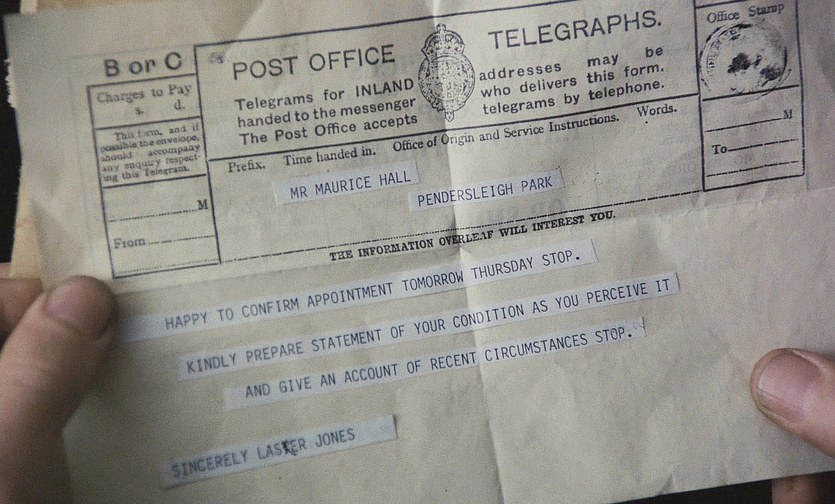 B or C
Charges to Pay
s. d.
This form, and if
possible the envelope,
should accompany
any enquiry respect-
ing this Telegram.
M
From
POST OFFICE TELEGRAPHS.
Telegrams for INLAND addresses may be
handed to the messenger who delivers this form.
The Post Office accepts telegrams by telephone.
Prefix. Time handed in. Office of Origin and Service Instructions. Words.
Office Stamp
M
To
MR MAURICE HALL
PENDERSLEIGH PARK
THE INFORMATION OVERLEAF WILL INTEREST YOU.
HAPPY TO CONFIRM APPOINTMENT TOMORROW THURSDAY STOP.
KINDLY PREPARE STATEMENT OF YOUR CONDITION AS YOU PERCEIVE IT
AND GIVE AN ACCOUNT OF RECENT CIRCUMSTANCES STOP.
SINCERELY LASKER JONES